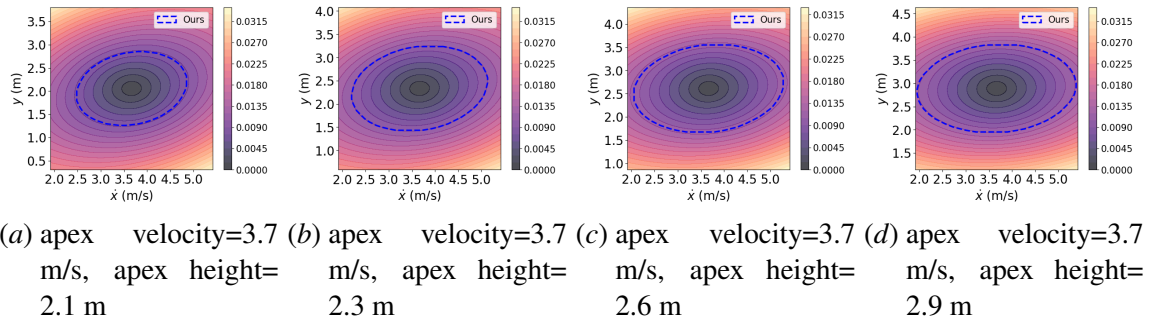 Ours
3.5
3.0
2.5
2.0
1.5
1.0
0.5
y (m)
2.0 2.5 3.0 3.5 4.0 4.5 5.0
ẋ (m/s)
0.0315
0.0270
0.0225
0.0180
0.0135
0.0090
0.0045
0.0000
Ours
4.0
3.5
3.0
2.5
2.0
1.5
1.0
y (m)
2.0 2.5 3.0 3.5 4.0 4.5 5.0
ẋ (m/s)
0.0315
0.0270
0.0225
0.0180
0.0135
0.0090
0.0045
0.0000
Ours
4.0
3.5
3.0
2.5
2.0
1.5
1.0
y (m)
2.0 2.5 3.0 3.5 4.0 4.5 5.0
ẋ (m/s)
0.0315
0.0270
0.0225
0.0180
0.0135
0.0090
0.0045
0.0000
Ours
4.5
4.0
3.5
3.0
2.5
2.0
1.5
y (m)
2.0 2.5 3.0 3.5 4.0 4.5 5.0
ẋ (m/s)
0.0315
0.0270
0.0225
0.0180
0.0135
0.0090
0.0045
0.0000
(a) apex velocity=3.7
m/s, apex height=
2.1 m
(b) apex velocity=3.7
m/s, apex height=
2.3 m
(c) apex velocity=3.7
m/s, apex height=
2.6 m
(d) apex velocity=3.7
m/s, apex height=
2.9 m